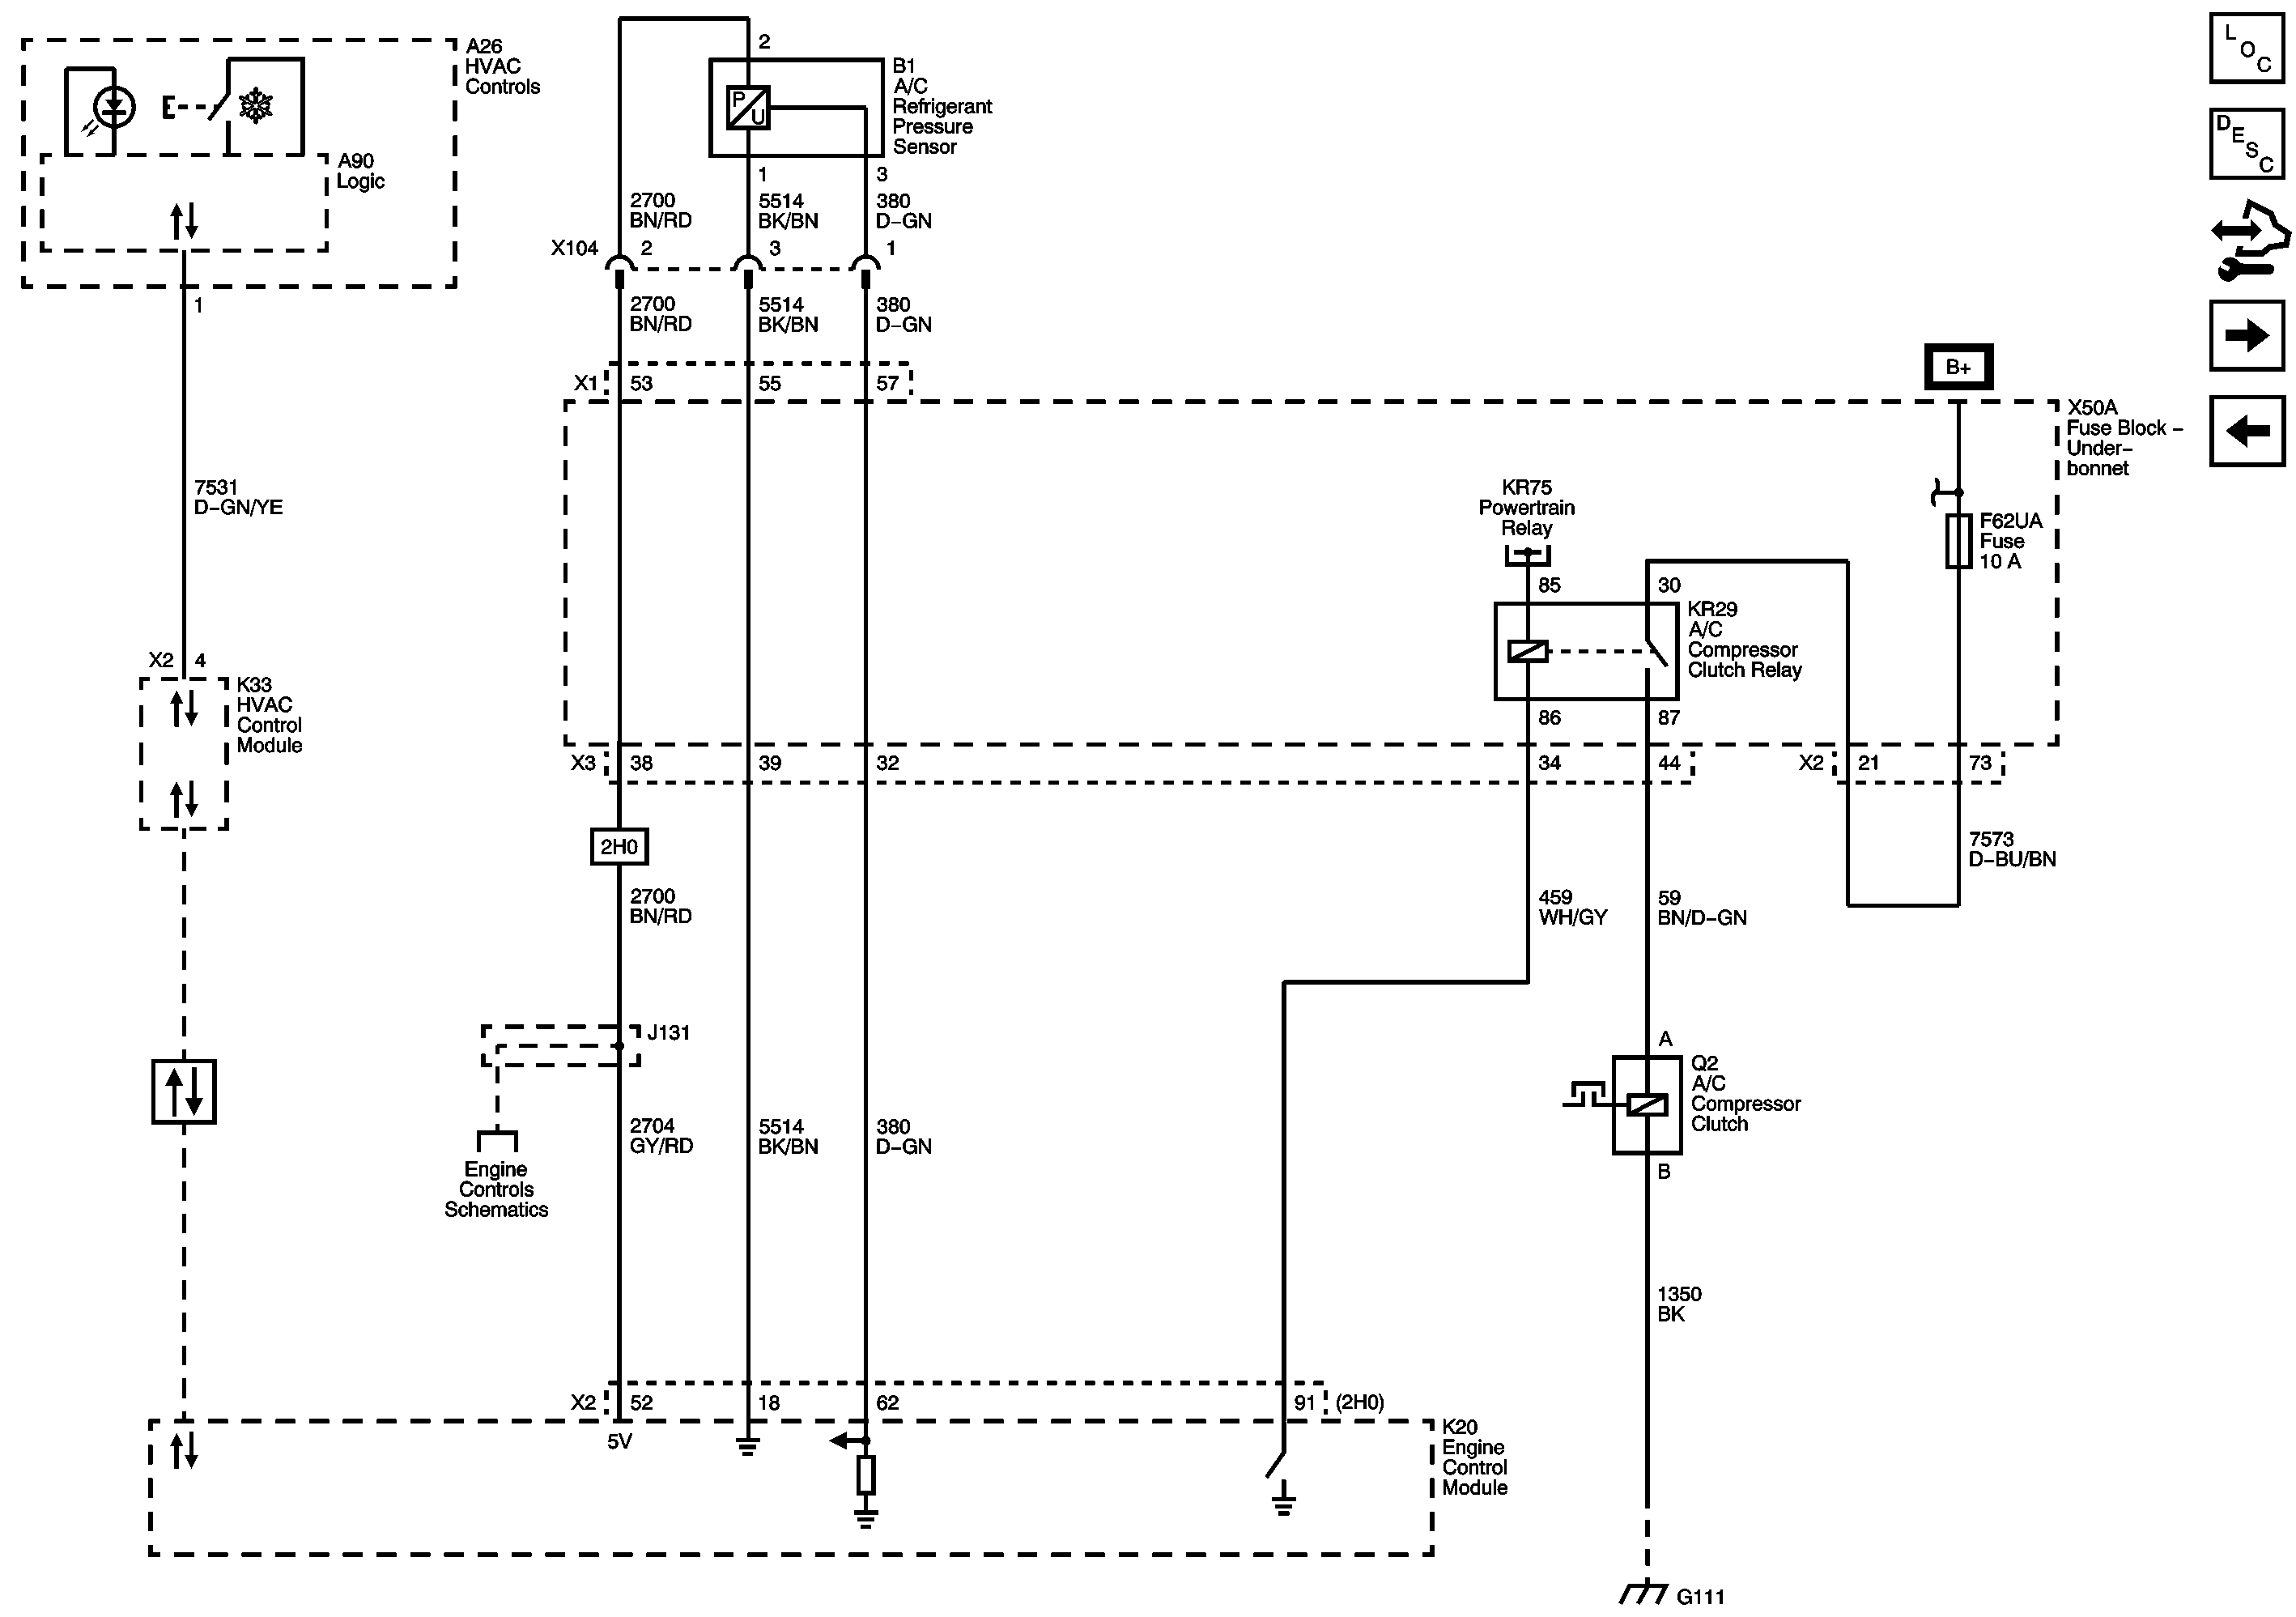 A26
HVAC
Controls
A90
Logic
1
7531
D-GN/YE
X2 4
K33
HVAC
Control
Module
2
B1
A/C
Refrigerant
Pressure
Sensor
P
U
1
3
2700
BN/RD
5514
BK/BN
380
D-GN
X104 2
3
1
2700
BN/RD
5514
BK/BN
380
D-GN
X1 53 55 57
B+
X50A
Fuse Block –
Under-
bonnet
F62UA
Fuse
10 A
KR75
Powertrain
Relay
85
30
KR29
A/C
Compressor
Clutch Relay
86
87
X3 38 39 32 34 44
X2 21 73
2H0
2700
BN/RD
7573
D-BU/BN
459
WH/GY
59
BN/D-GN
J131
Engine
Controls
Schematics
2704
GY/RD
5514
BK/BN
380
D-GN
A
Q2
A/C
Compressor
Clutch
B
1350
BK
X2 52 18 62 91 (2H0)
5V
K20
Engine
Control
Module
G111
LOC
DESC